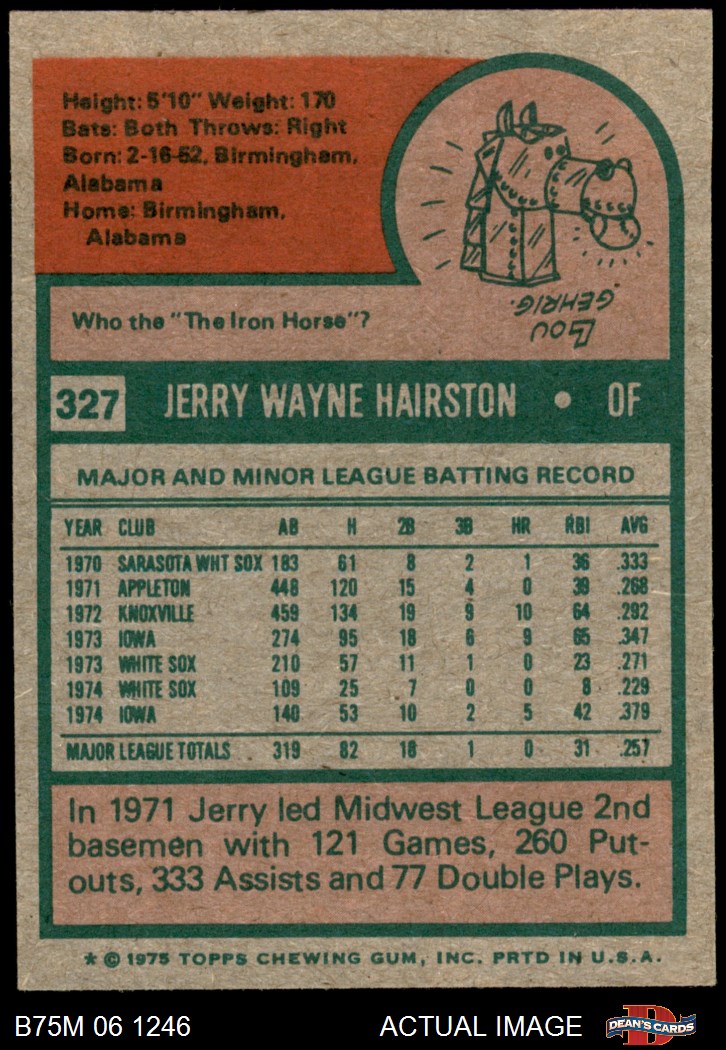 Height: 5'10" Weight: 170
Bats: Both Throws: Right
Born: 2-16-52, Birmingham,
Alabama
Home: Birmingham,
Alabama
LOU
GEHRIG.
Who the "The Iron Horse"?
327 JERRY WAYNE HAIRSTON • OF
MAJOR AND MINOR LEAGUE BATTING RECORD
YEAR CLUB AB H 2B 3B HR RBI AVG
1970 SARASOTA WHT SOX 183 61 8 2 1 36 .333
1971 APPLETON 448 120 15 4 0 39 .268
1972 KNOXVILLE 459 134 19 9 10 64 .292
1973 IOWA 274 95 18 6 9 65 .347
1973 WHITE SOX 210 57 11 1 0 23 .271
1974 WHITE SOX 109 25 7 0 0 8 .229
1974 IOWA 140 53 10 2 5 42 .379
MAJOR LEAGUE TOTALS 319 82 18 1 0 31 .257
In 1971 Jerry led Midwest League 2nd
basemen with 121 Games, 260 Put-
outs, 333 Assists and 77 Double Plays.
* © 1975 TOPPS CHEWING GUM, INC. PRTD IN U.S.A.
B75M 06 1246 ACTUAL IMAGE DEAN'S CARDS